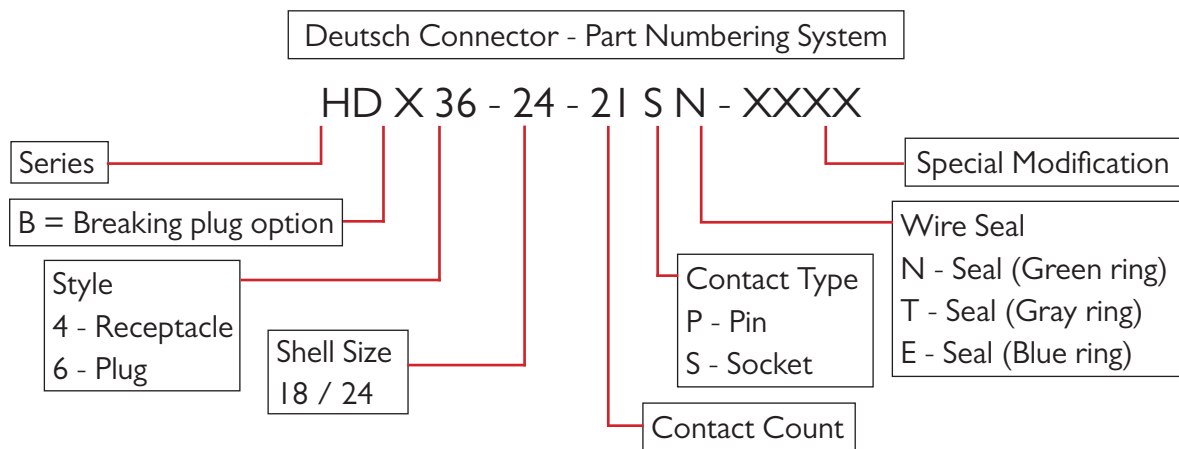 Deutsch Connector - Part Numbering System
HD X 36 - 24 - 21 S N - XXXX
Series
Special Modification
B = Breaking plug option
Wire Seal
N - Seal (Green ring)
T - Seal (Gray ring)
E - Seal (Blue ring)
Style
4 - Receptacle
6 - Plug
Contact Type
P - Pin
S - Socket
Shell Size
18 / 24
Contact Count